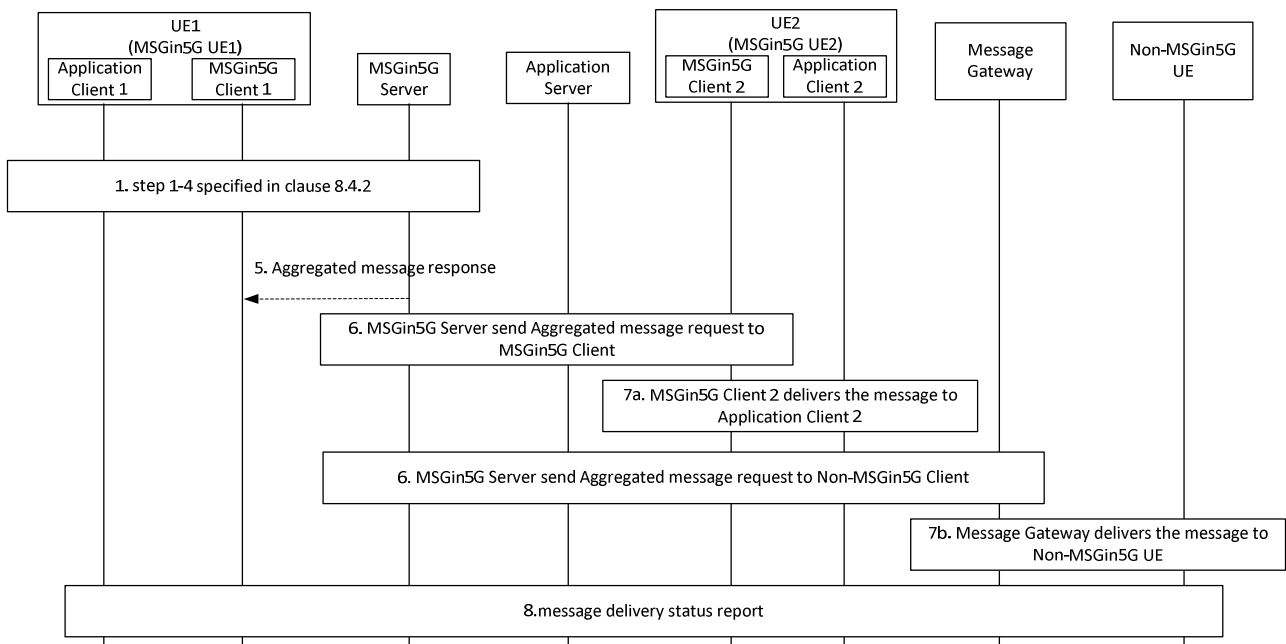 UE1
(MSGin5G UE1)
Application
Client 1
MSGin5G
Client 1
MSGin5G
Server
Application
Server
UE2
(MSGin5G UE2)
MSGin5G
Client 2
Application
Client 2
Message
Gateway
Non-MSGin5G
UE
1. step 1-4 specified in clause 8.4.2
5. Aggregated message response
6. MSGin5G Server send Aggregated message request to
MSGin5G Client
7a. MSGin5G Client 2 delivers the message to
Application Client 2
6. MSGin5G Server send Aggregated message request to Non-MSGin5G Client
7b. Message Gateway delivers the message to
Non-MSGin5G UE
8.message delivery status report